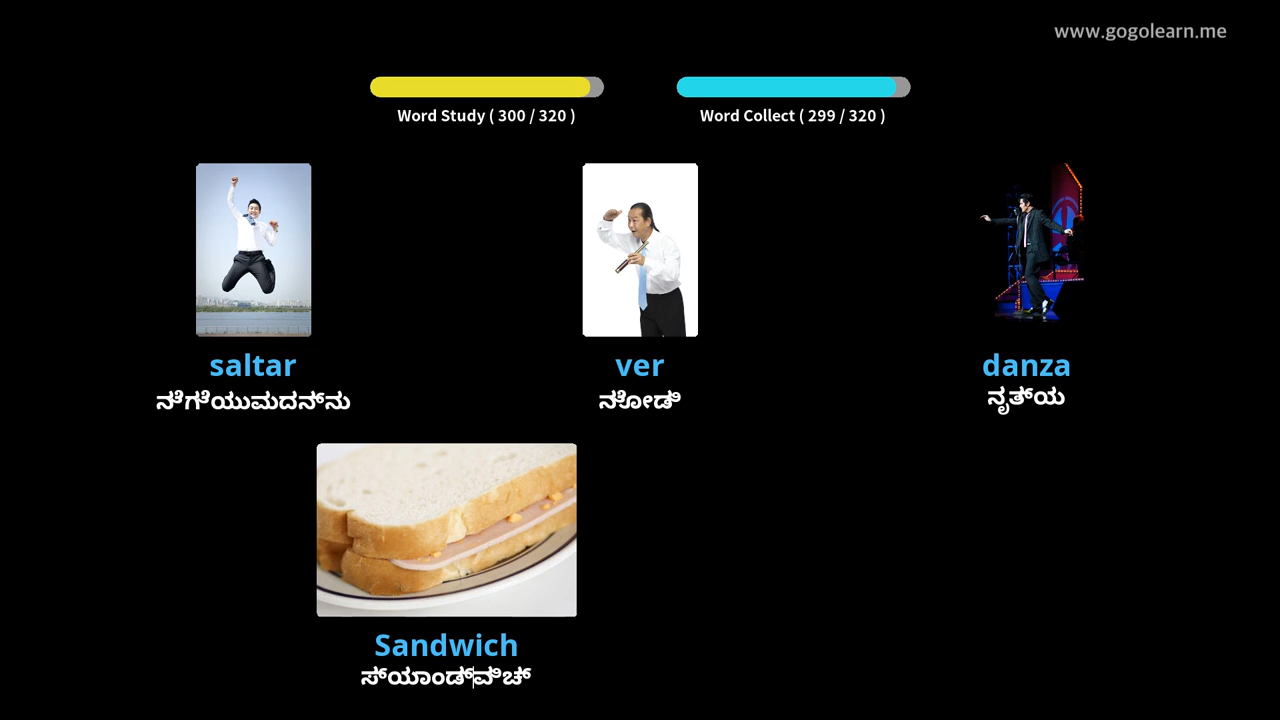 www.gogolearn.me
Word Study ( 300 / 320 )
Word Collect ( 299 / 320 )
saltar
ನೆಗೆಯುಮದನ್ನು
ver
ನೋಡಿ
danza
ನೃತ್ಯ
Sandwich
ಸ್ಯಾಂಡ್‌ವಿಚ್